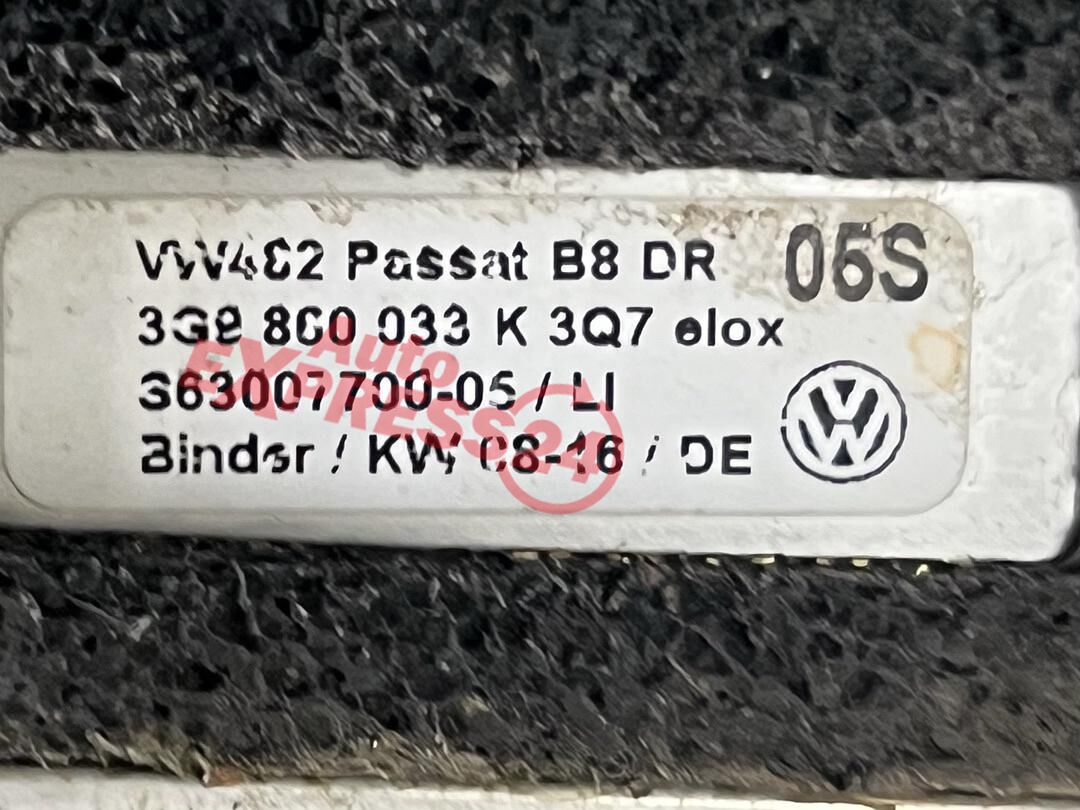 VW482 Passat B8 DR 05S
3G9 860 033 K 3Q7 elox
S63007700-05 / LI
Binder / KW 08-16 / DE
Auto
EXPRESS24